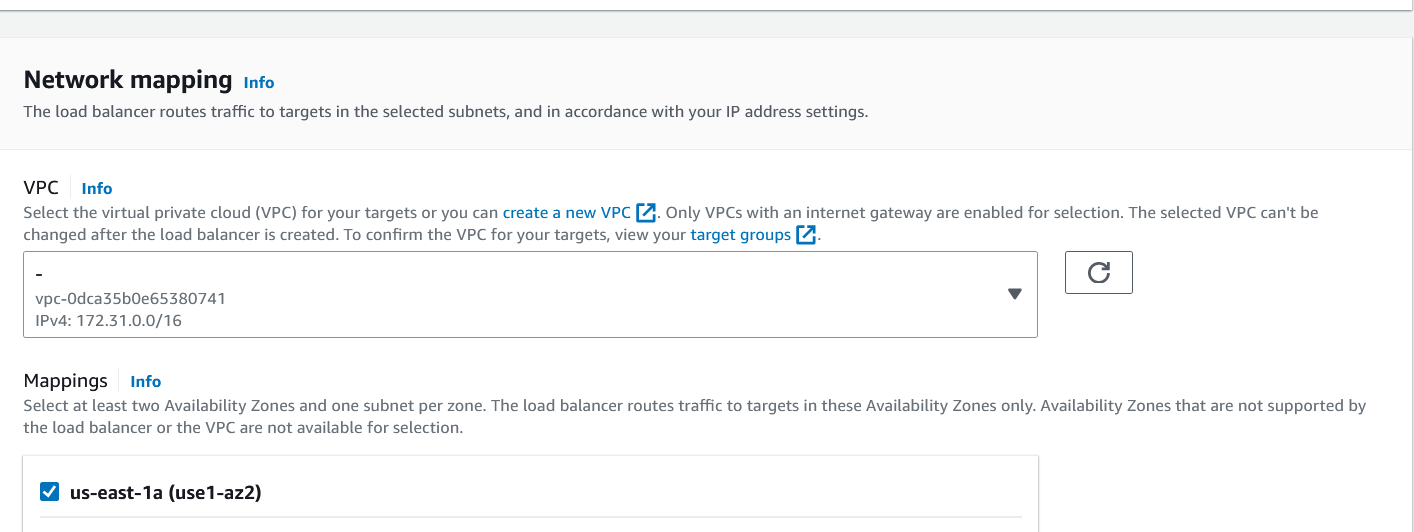 Network mapping Info
The load balancer routes traffic to targets in the selected subnets, and in accordance with your IP address settings.
VPC Info
Select the virtual private cloud (VPC) for your targets or you can create a new VPC. Only VPCs with an internet gateway are enabled for selection. The selected VPC can't be
changed after the load balancer is created. To confirm the VPC for your targets, view your target groups.
-
vpc-0dca35b0e65380741
IPv4: 172.31.0.0/16
Mappings Info
Select at least two Availability Zones and one subnet per zone. The load balancer routes traffic to targets in these Availability Zones only. Availability Zones that are not supported by
the load balancer or the VPC are not available for selection.
us-east-1a (use1-az2)